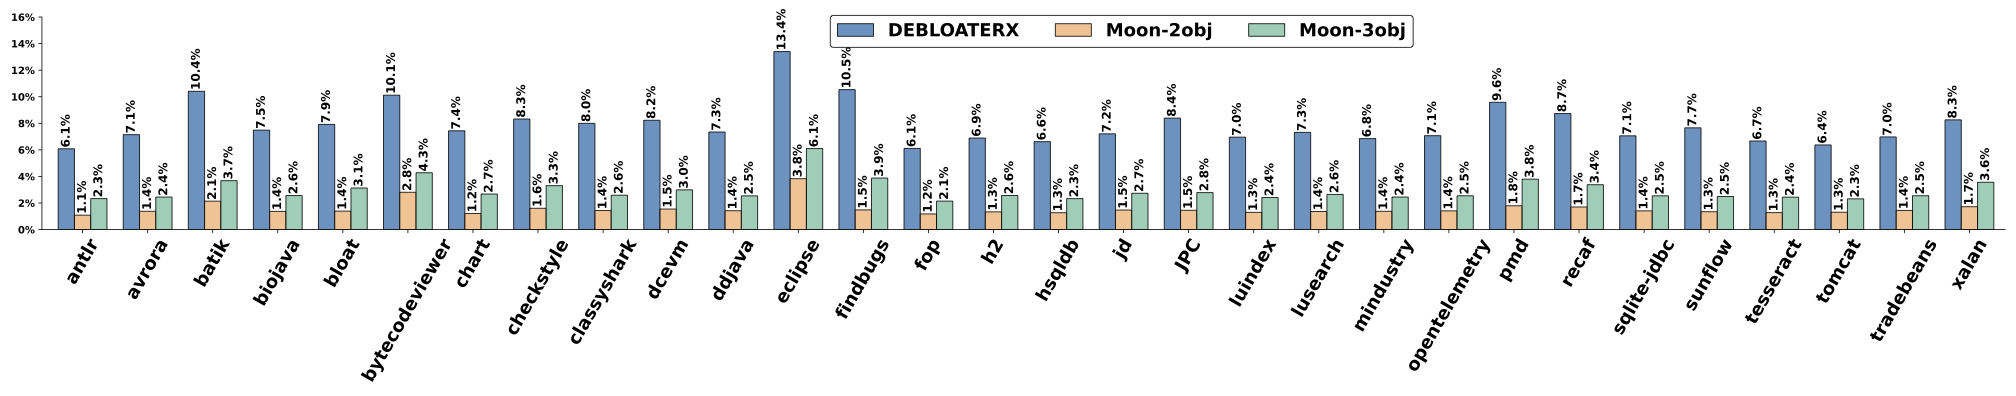 DEBLOATERX Moon-2obj Moon-3obj
16%
14%
12%
10%
8%
6%
4%
2%
0%
6.1% 1.1% 2.3%
7.1% 1.4% 2.4%
10.4% 2.1% 3.7%
7.5% 1.4% 2.6%
7.9% 1.4% 3.1%
10.1% 2.8% 4.3%
7.4% 1.2% 2.7%
8.3% 1.6% 3.3%
8.0% 1.4% 2.6%
8.2% 1.5% 3.0%
7.3% 1.4% 2.5%
13.4% 3.8% 6.1%
10.5% 1.5% 3.9%
6.1% 1.2% 2.1%
6.9% 1.3% 2.6%
6.6% 1.3% 2.3%
7.2% 1.5% 2.7%
8.4% 1.5% 2.8%
7.0% 1.3% 2.4%
7.3% 1.4% 2.6%
6.8% 1.4% 2.4%
7.1% 1.4% 2.5%
9.6% 1.8% 3.8%
8.7% 1.7% 3.4%
7.1% 1.4% 2.5%
7.7% 1.3% 2.5%
6.7% 1.3% 2.4%
6.4% 1.3% 2.3%
7.0% 1.4% 2.5%
8.3% 1.7% 3.6%
antlr
avrora
batik
biojava
bloat
bytecodeviewer
chart
checkstyle
classyshark
dcevm
ddjava
eclipse
findbugs
fop
h2
hsqldb
jd
JPC
luindex
lusearch
mindustry
opentelemetry
pmd
recaf
sqlite-jdbc
sunflow
tesseract
tomcat
tradebeans
xalan